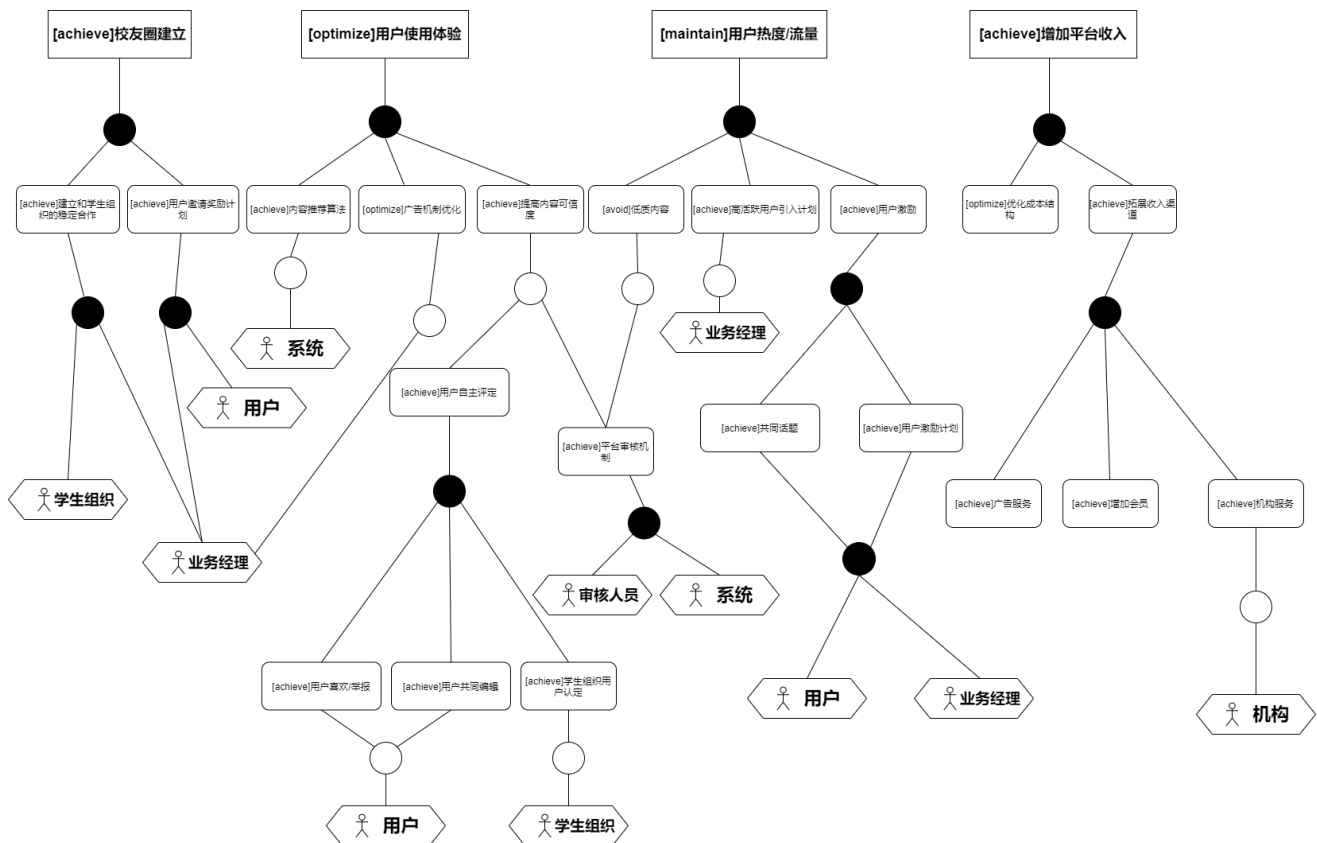 [achieve]校友圈建立
[optimize]用户使用体验
[maintain]用户热度/流量
[achieve]增加平台收入
[achieve]建立和学生组
织的稳定合作
[achieve]用户邀请奖励计
划
[achieve]内容推荐算法
[optimize]广告机制优化
[achieve]提高内容可信
度
[avoid]低质内容
[achieve]高活跃用户引入计划
[achieve]用户激励
[optimize]优化成本结
构
[achieve]拓展收入渠
道
系统
业务经理
用户
[achieve]用户自主评定
[achieve]共同话题
[achieve]用户激励计划
[achieve]平台审核机
制
学生组织
[achieve]广告服务
[achieve]增加会员
[achieve]机构服务
业务经理
审核人员
系统
[achieve]用户喜欢/举报
[achieve]用户共同编辑
[achieve]学生组织用
户认定
用户
业务经理
机构
用户
学生组织